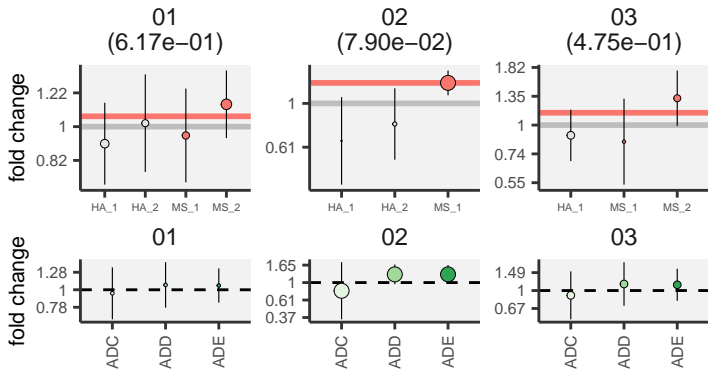 01 02 03
(6.17e−01) (7.90e−02) (4.75e−01)
fold change
1.22
1
0.82
HA_1 HA_2 MS_1 MS_2
1
0.61
HA_1 HA_2 MS_1
1.82
1.35
1
0.74
0.55
HA_1 MS_1 MS_2
01 02 03
fold change
1.28
1
0.78
ADC ADD ADE
1.65
1
0.61
0.37
ADC ADD ADE
1.49
1
0.67
ADC ADD ADE